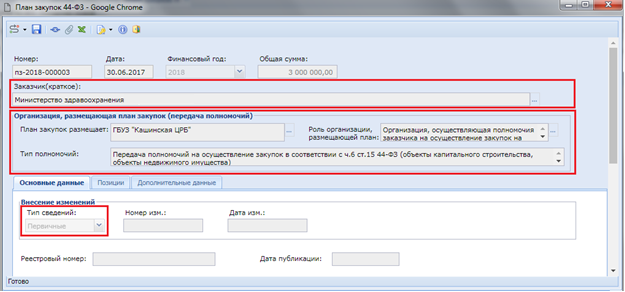 План закупок 44-ФЗ - Google Chrome
Номер: Дата: Финансовый год: Общая сумма:
пз-2018-000003 30.06.2017 2018 3 000 000,00
Заказчик(краткое):
Министерство здравоохранения ...
Организация, размещающая план закупок (передача полномочий)
План закупок размещает: ГБУЗ "Кашинская ЦРБ" ... Роль организации, размещающей план: Организация, осуществляющая полномочия заказчика на осуществление закупок на
Тип полномочий: Передача полномочий на осуществление закупок в соответствии с ч.6 ст.15 44-ФЗ (объекты капитального строительства,
объекты недвижимого имущества)
Основные данные Позиции Дополнительные данные
Внесение изменений
Тип сведений: Номер изм.: Дата изм.:
Первичные
Реестровый номер: Дата публикации:
Готово